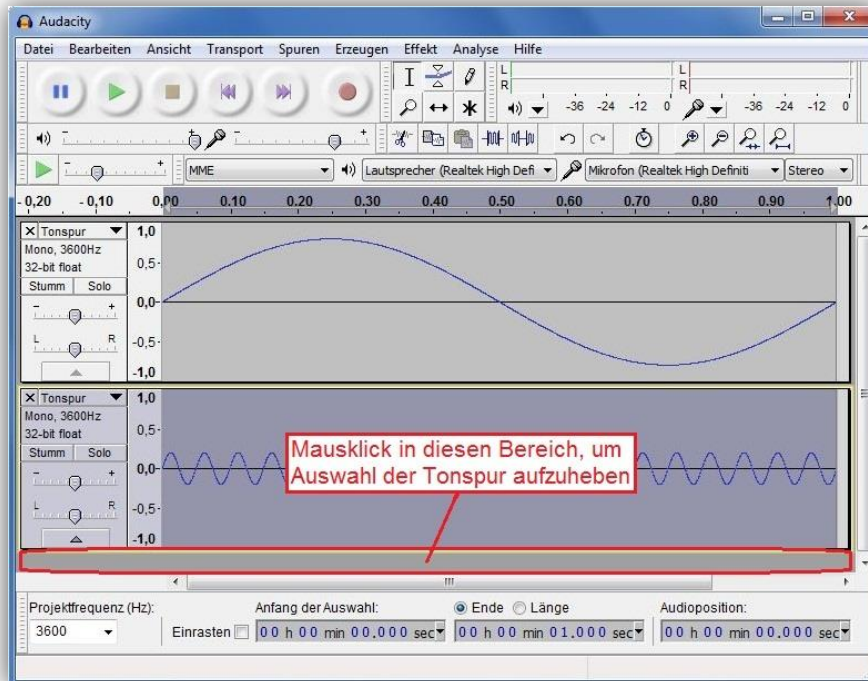 Audacity
Datei Bearbeiten Ansicht Transport Spuren Erzeugen Effekt Analyse Hilfe
L
R
-36 -24 -12 0
L
R
-36 -24 -12 0
MME
Lautsprecher (Realtek High Defi
Mikrofon (Realtek High Definiti
Stereo
- 0,20 - 0,10 0,00 0,10 0,20 0,30 0,40 0,50 0,60 0,70 0,80 0,90 1,00
X Tonspur
Mono, 3600Hz
32-bit float
Stumm Solo
- +
L R
1,0
0,5-
0,0-
-0,5-
-1,0
X Tonspur
Mono, 3600Hz
32-bit float
Stumm Solo
- +
L R
1,0
0,5-
0,0-
-0,5-
-1,0
Mausklick in diesen Bereich, um
Auswahl der Tonspur aufzuheben
Projektfrequenz (Hz): Anfang der Auswahl: Ende Länge Audioposition:
3600 Einrasten 00 h 00 min 00.000 sec 00 h 00 min 01.000 sec 00 h 00 min 00.000 sec